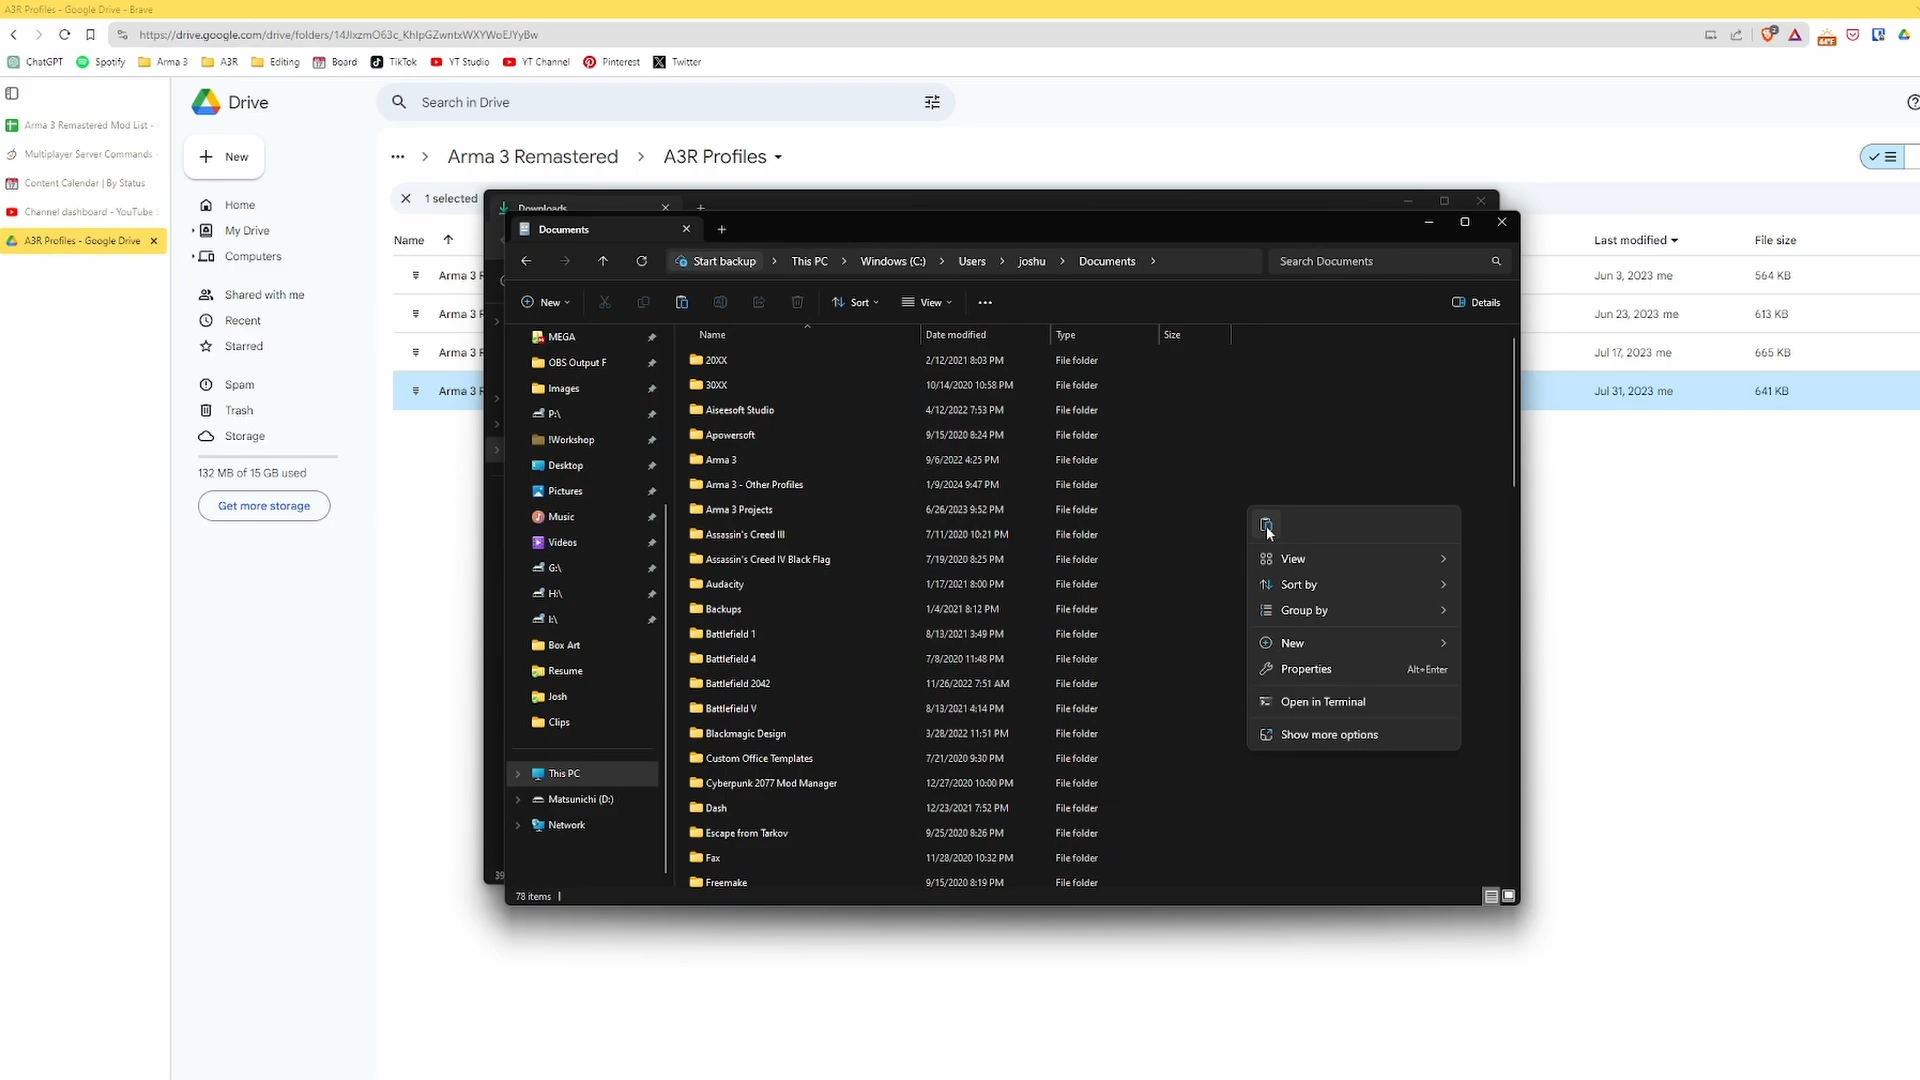 A3R Profiles - Google Drive - Brave
https://drive.google.com/drive/folders/14JlxzmO63c_KhIpGZwntxWXYWoEJYyBw
ChatGPT
Spotify
Arma 3
A3R
Editing
Board
TikTok
YT Studio
YT Channel
Pinterest
Twitter
Arma 3 Remastered Mod List -
Multiplayer Server Commands
Content Calendar | By Status
Channel dashboard - YouTube
A3R Profiles - Google Drive
Drive
Search in Drive
New
Home
My Drive
Computers
Shared with me
Recent
Starred
Spam
Trash
Storage
132 MB of 15 GB used
Get more storage
Arma 3 Remastered
A3R Profiles
1 selected
Name
Last modified
File size
Arma 3
Jun 3, 2023 me
564 KB
Arma 3
Jun 23, 2023 me
613 KB
Arma 3
Jul 17, 2023 me
665 KB
Arma 3
Jul 31, 2023 me
641 KB
Downloads
Documents
Start backup
This PC
Windows (C:)
Users
joshu
Documents
Search Documents
New
Sort
View
Details
MEGA
OBS Output F
Images
P:\
!Workshop
Desktop
Pictures
Music
Videos
G:\
H:\
I:\
Box Art
Resume
Josh
Clips
This PC
Matsunichi (D:)
Network
Name Date modified Type Size
20XX 2/12/2021 8:03 PM File folder
30XX 10/14/2020 10:58 PM File folder
Aiseesoft Studio 4/12/2022 7:53 PM File folder
Apowersoft 9/15/2020 8:24 PM File folder
Arma 3 9/6/2022 4:25 PM File folder
Arma 3 - Other Profiles 1/9/2024 9:47 PM File folder
Arma 3 Projects 6/26/2023 9:52 PM File folder
Assassin's Creed III 7/11/2020 10:21 PM File folder
Assassin's Creed IV Black Flag 7/19/2020 8:25 PM File folder
Audacity 1/17/2021 8:00 PM File folder
Backups 1/4/2021 8:12 PM File folder
Battlefield 1 8/13/2021 3:49 PM File folder
Battlefield 4 7/8/2020 11:48 PM File folder
Battlefield 2042 11/26/2022 7:51 AM File folder
Battlefield V 8/13/2021 4:14 PM File folder
Blackmagic Design 3/28/2022 11:51 PM File folder
Custom Office Templates 7/21/2020 9:30 PM File folder
Cyberpunk 2077 Mod Manager 12/27/2020 10:00 PM File folder
Dash 12/23/2021 7:52 PM File folder
Escape from Tarkov 9/25/2020 8:26 PM File folder
Fax 11/28/2020 10:32 PM File folder
Freemake 9/15/2020 8:19 PM File folder
View
Sort by
Group by
New
Properties Alt+Enter
Open in Terminal
Show more options
39
78 items